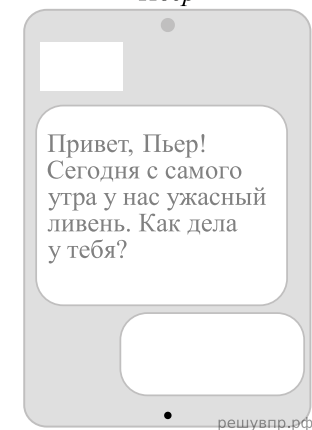 Привет, Пьер!
Сегодня с самого
утра у нас ужасный
ливень. Как дела
у тебя?
решувпр.рф